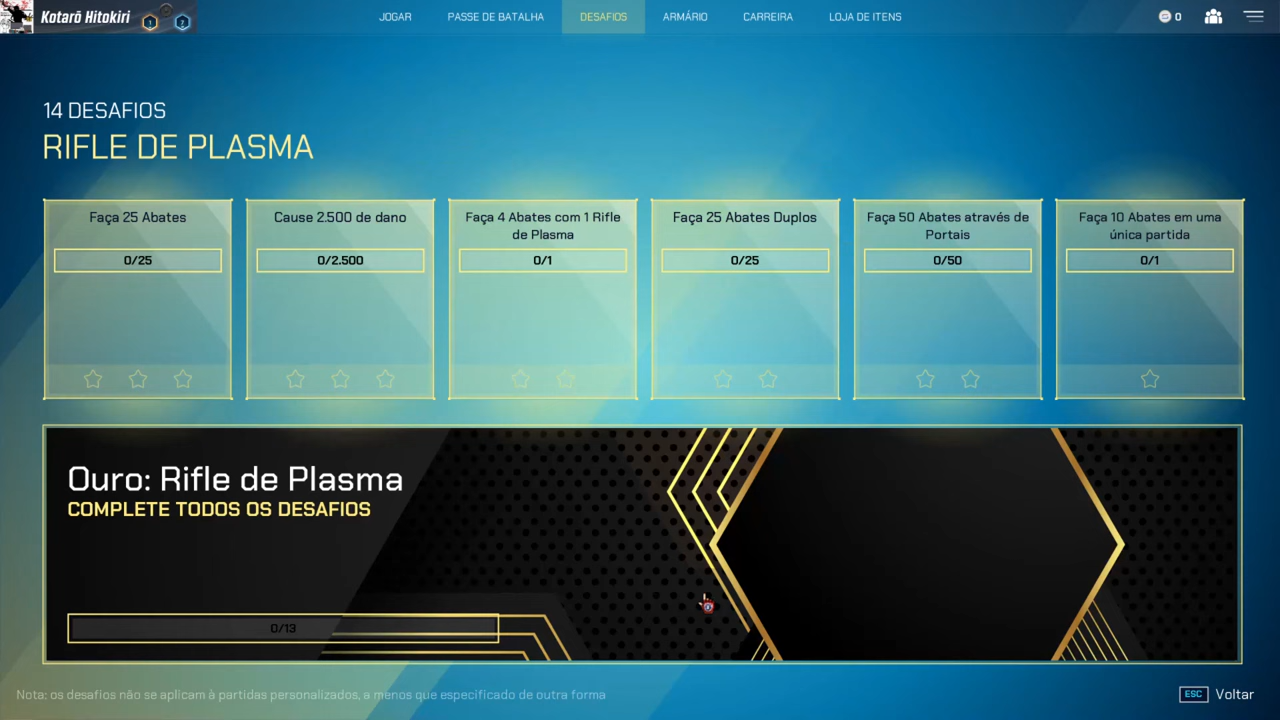 Kotarō Hitokiri
JOGAR
PASSE DE BATALHA
DESAFIOS
ARMÁRIO
CARREIRA
LOJA DE ITENS
0
14 DESAFIOS
RIFLE DE PLASMA
Faça 25 Abates
0/25
Cause 2.500 de dano
0/2.500
Faça 4 Abates com 1 Rifle
de Plasma
0/1
Faça 25 Abates Duplos
0/25
Faça 50 Abates através de
Portais
0/50
Faça 10 Abates em uma
única partida
0/1
Ouro: Rifle de Plasma
COMPLETE TODOS OS DESAFIOS
0/13
Nota: os desafios não se aplicam à partidas personalizados, a menos que especificado de outra forma
ESC Voltar